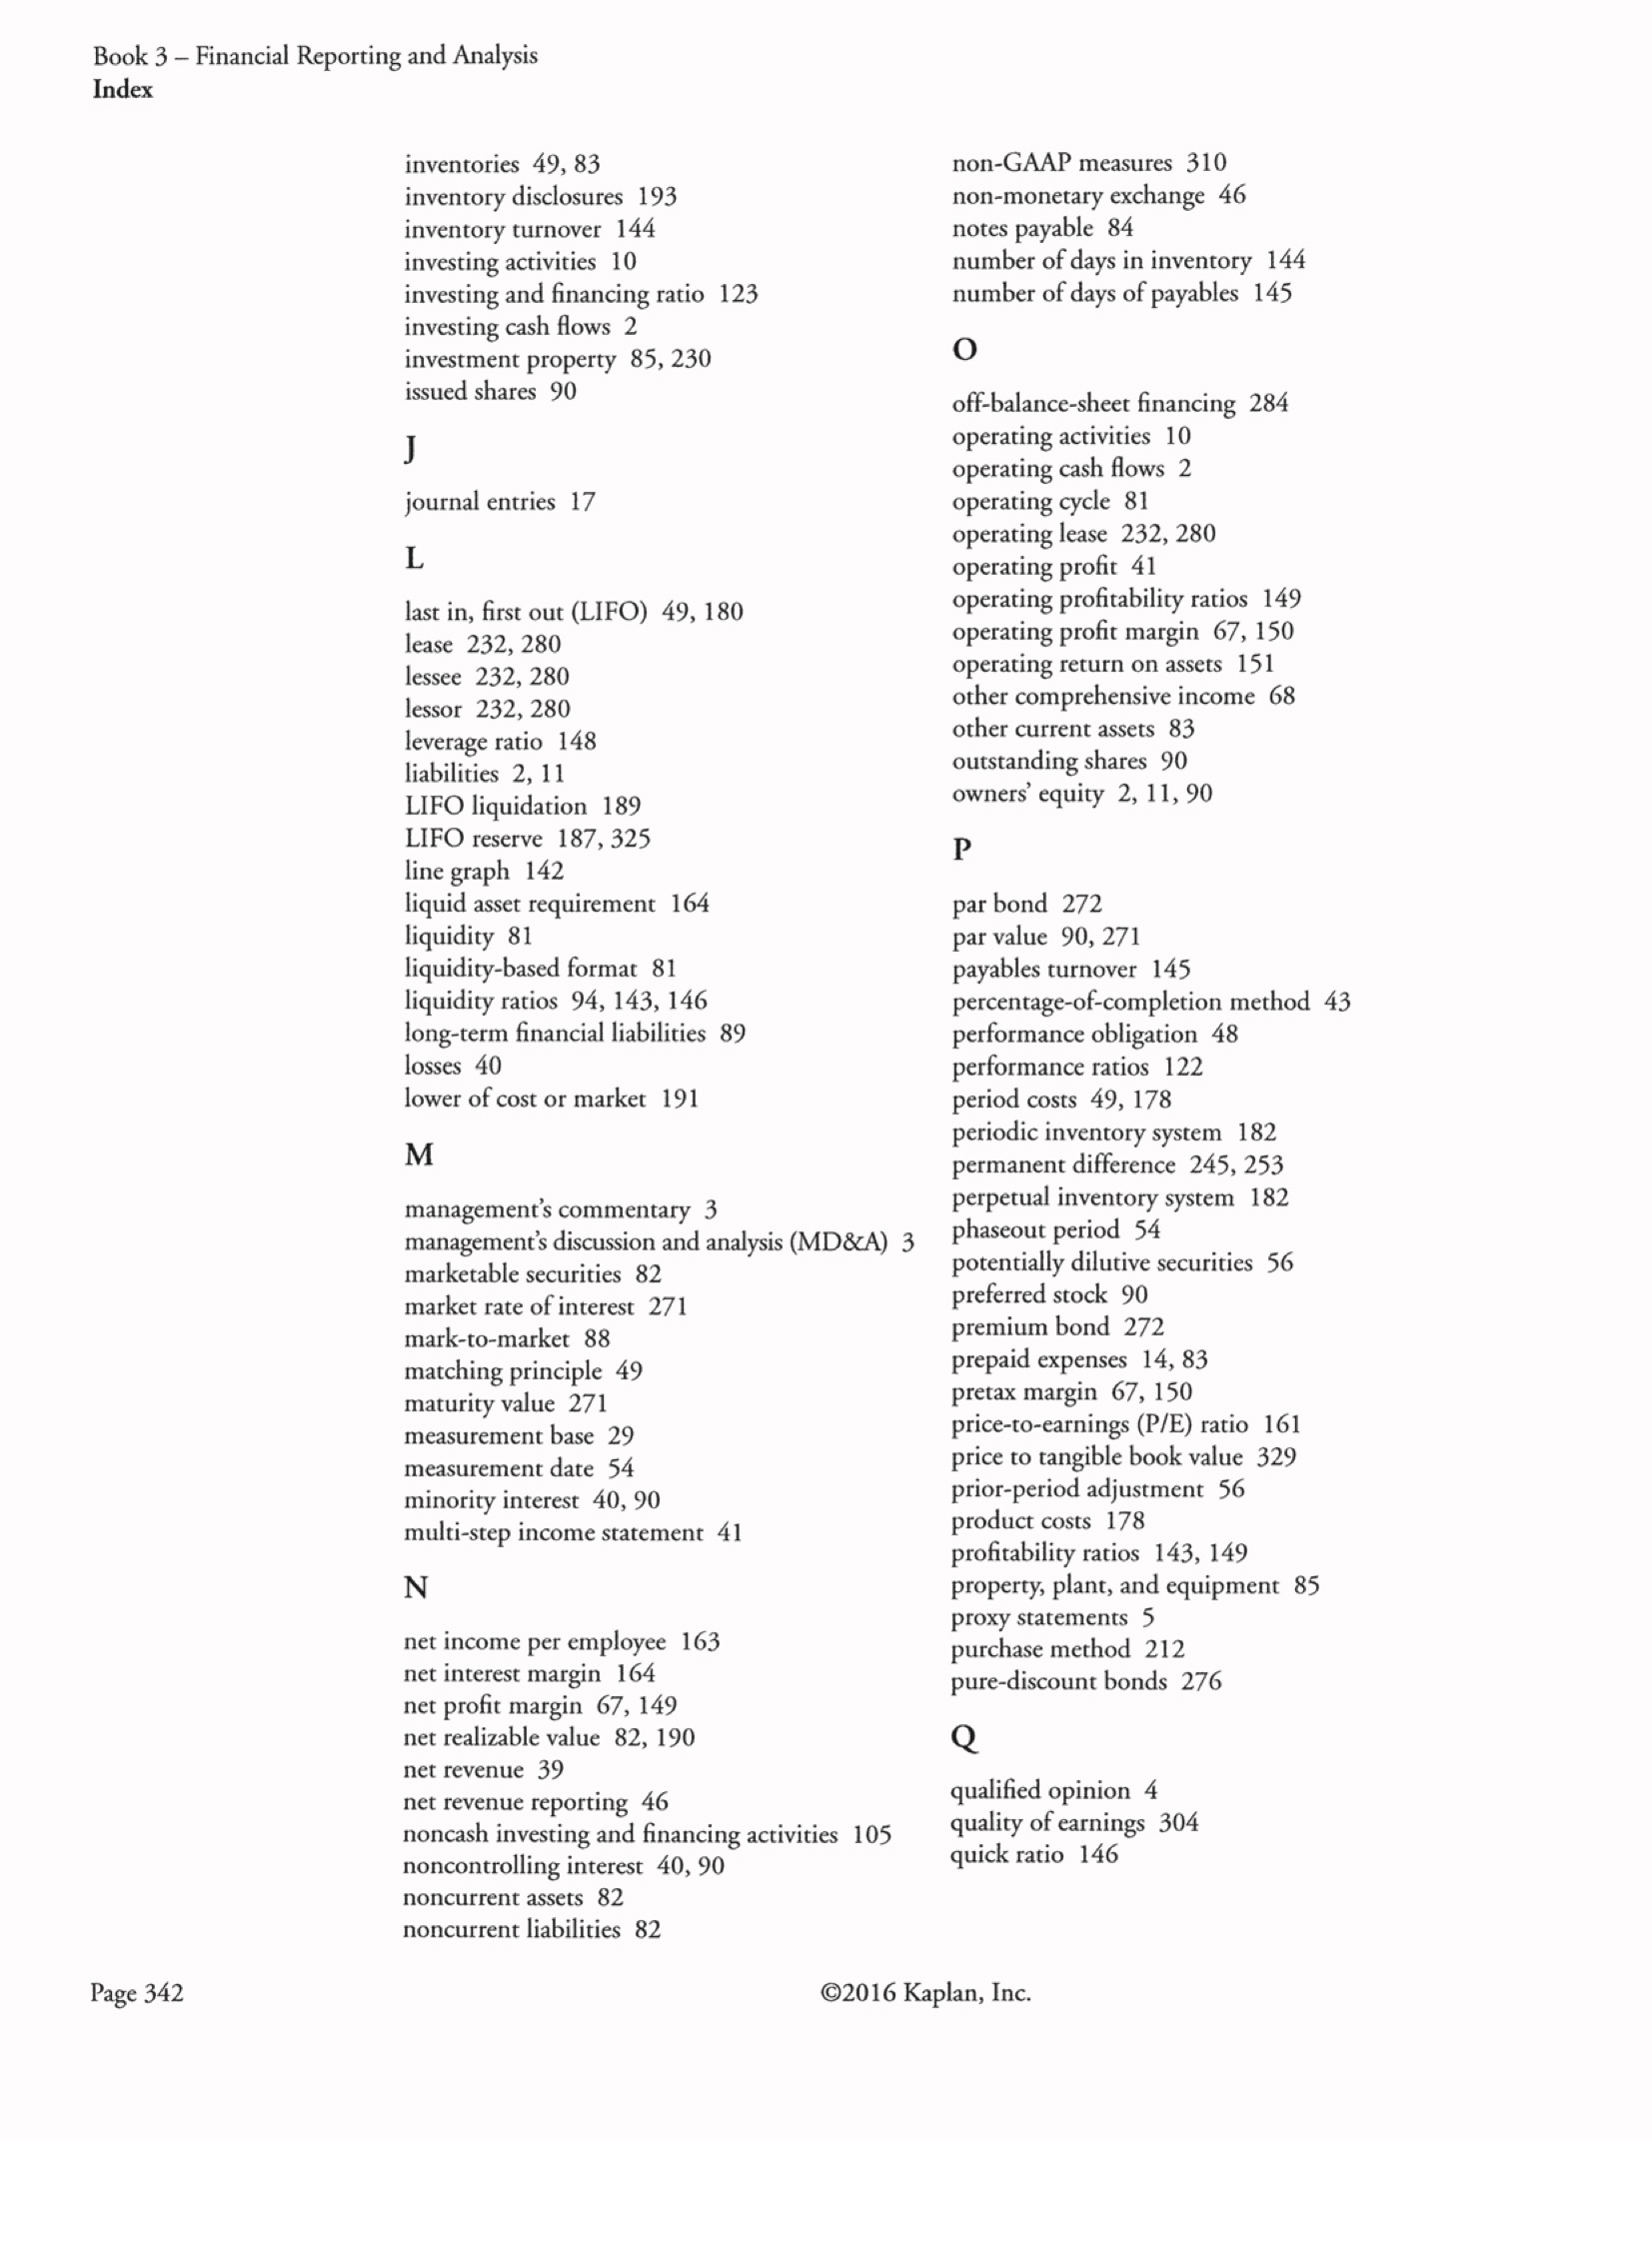 Book 3 – Financial Reporting and Analysis
Index
inventories 49, 83
inventory disclosures 193
inventory turnover 144
investing activities 10
investing and financing ratio 123
investing cash flows 2
investment property 85, 230
issued shares 90
J
journal entries 17
L
last in, first out (LIFO) 49, 180
lease 232, 280
lessee 232, 280
lessor 232, 280
leverage ratio 148
liabilities 2, 11
LIFO liquidation 189
LIFO reserve 187, 325
line graph 142
liquid asset requirement 164
liquidity 81
liquidity-based format 81
liquidity ratios 94, 143, 146
long-term financial liabilities 89
losses 40
lower of cost or market 191
M
management's commentary 3
management's discussion and analysis (MD&A) 3
marketable securities 82
market rate of interest 271
mark-to-market 88
matching principle 49
maturity value 271
measurement base 29
measurement date 54
minority interest 40, 90
multi-step income statement 41
N
net income per employee 163
net interest margin 164
net profit margin 67, 149
net realizable value 82, 190
net revenue 39
net revenue reporting 46
noncash investing and financing activities 105
noncontrolling interest 40, 90
noncurrent assets 82
noncurrent liabilities 82
non-GAAP measures 310
non-monetary exchange 46
notes payable 84
number of days in inventory 144
number of days of payables 145
O
off-balance-sheet financing 284
operating activities 10
operating cash flows 2
operating cycle 81
operating lease 232, 280
operating profit 41
operating profitability ratios 149
operating profit margin 67, 150
operating return on assets 151
other comprehensive income 68
other current assets 83
outstanding shares 90
owners' equity 2, 11, 90
P
par bond 272
par value 90, 271
payables turnover 145
percentage-of-completion method 43
performance obligation 48
performance ratios 122
period costs 49, 178
periodic inventory system 182
permanent difference 245, 253
perpetual inventory system 182
phaseout period 54
potentially dilutive securities 56
preferred stock 90
premium bond 272
prepaid expenses 14, 83
pretax margin 67, 150
price-to-earnings (P/E) ratio 161
price to tangible book value 329
prior-period adjustment 56
product costs 178
profitability ratios 143, 149
property, plant, and equipment 85
proxy statements 5
purchase method 212
pure-discount bonds 276
Q
qualified opinion 4
quality of earnings 304
quick ratio 146
Page 342
©2016 Kaplan, Inc.